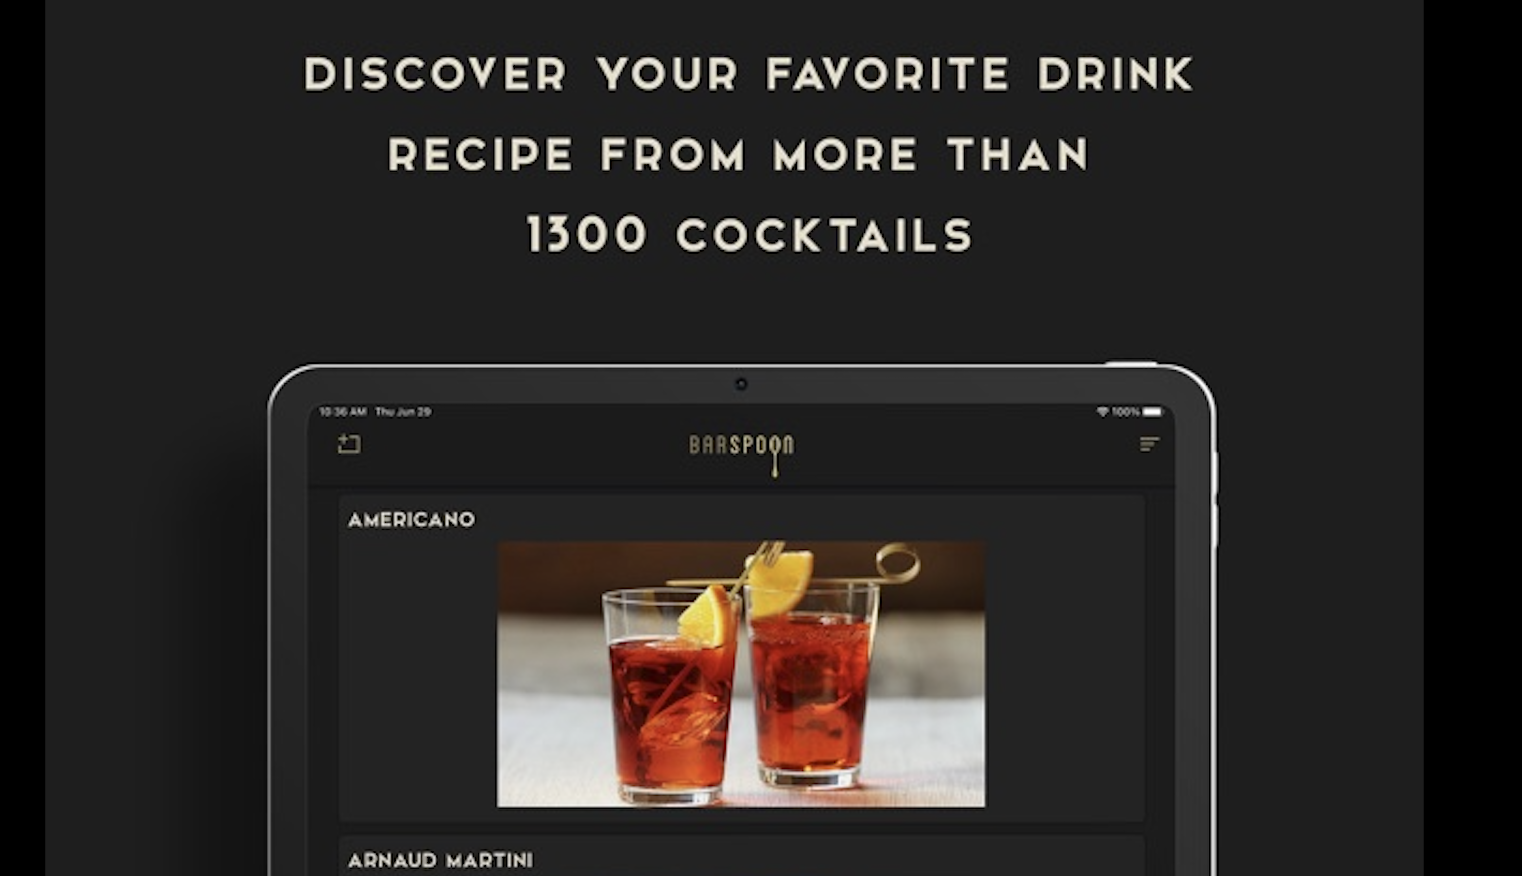 DISCOVER YOUR FAVORITE DRINK
RECIPE FROM MORE THAN
1300 COCKTAILS
10:36 AM Thu Jun 29
100%
BARSPOON
AMERICANO
ARNAUD MARTINI